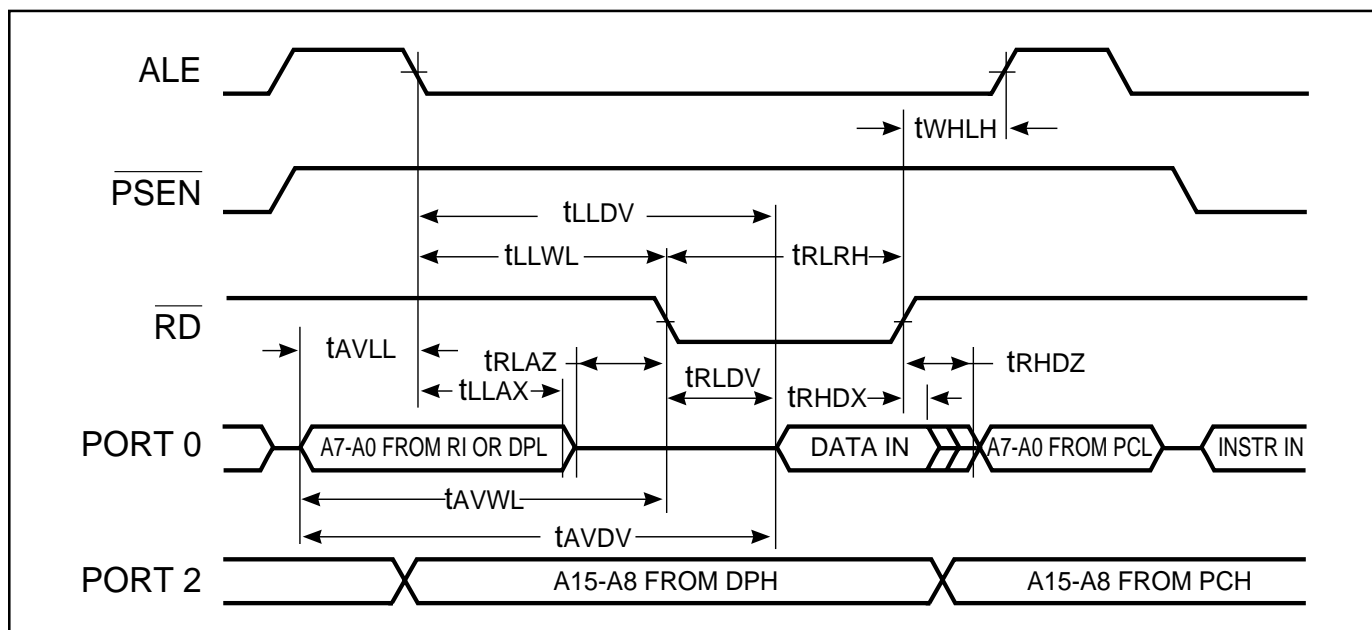 ALE
tWHLH
PSEN
tLLDV
tLLWL
tRLRH
RD
tAVLL
tRLAZ
tRHDZ
tLLAX
tRLDV
tRHDX
PORT 0
A7-A0 FROM RI OR DPL
DATA IN
A7-A0 FROM PCL
INSTR IN
tAVWL
tAVDV
PORT 2
A15-A8 FROM DPH
A15-A8 FROM PCH